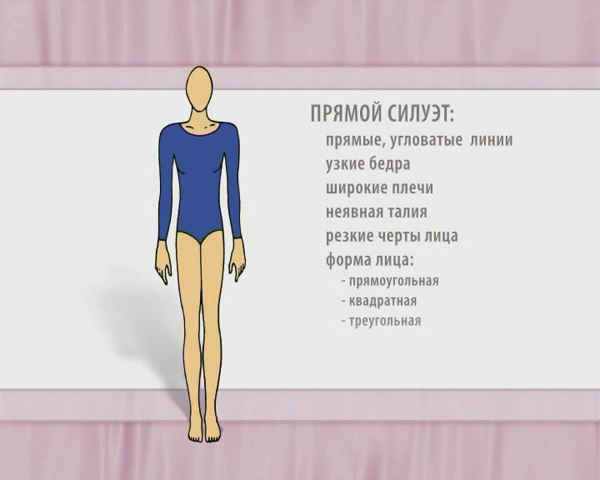 ПРЯМОЙ СИЛУЭТ:
прямые, угловатые линии
узкие бедра
широкие плечи
неявная талия
резкие черты лица
форма лица:
- прямоугольная
- квадратная
- треугольная